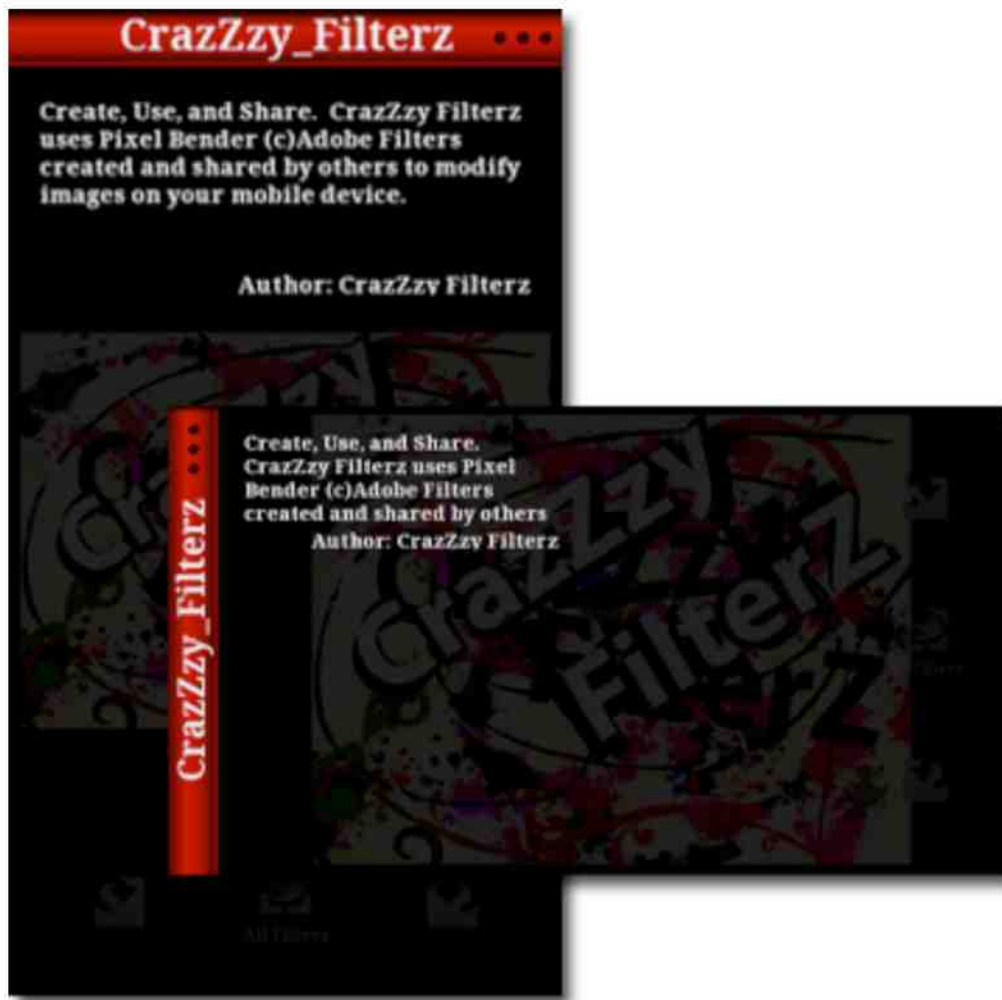 CrazZzy_Filterz
Create, Use, and Share. CrazZzy Filterz
uses Pixel Bender (c)Adobe Filters
created and shared by others to modify
images on your mobile device.
Author: CrazZzy Filterz
CrazZzy_Filterz
Create, Use, and Share.
CrazZzy Filterz uses Pixel
Bender (c)Adobe Filters
created and shared by others
Author: CrazZzy Filterz
CraZZzy
FilterZ
All Filters